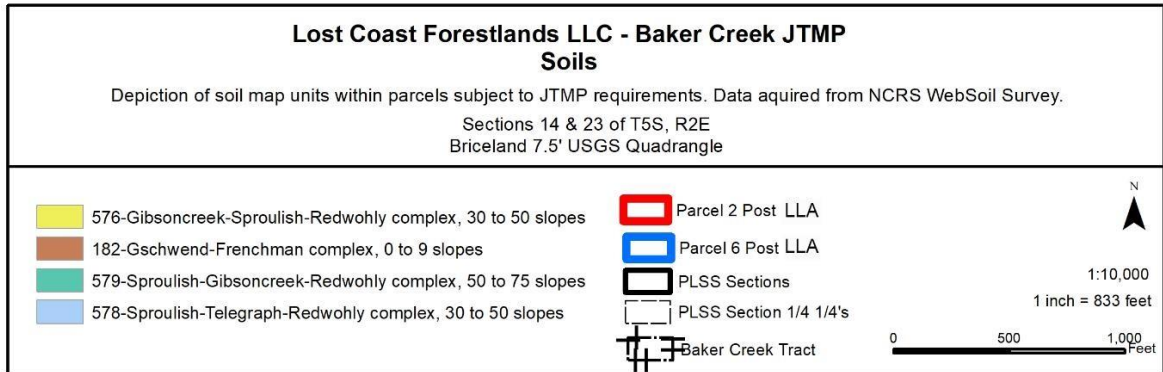 Lost Coast Forestlands LLC - Baker Creek JTMP
Soils
Depiction of soil map units within parcels subject to JTMP requirements. Data aquired from NCRS WebSoil Survey.
Sections 14 & 23 of T5S, R2E
Briceland 7.5' USGS Quadrangle
576-Gibsoncreek-Sproulish-Redwohly complex, 30 to 50 slopes
182-Gschwend-Frenchman complex, 0 to 9 slopes
579-Sproulish-Gibsoncreek-Redwohly complex, 50 to 75 slopes
578-Sproulish-Telegraph-Redwohly complex, 30 to 50 slopes
Parcel 2 Post LLA
Parcel 6 Post LLA
PLSS Sections
PLSS Section 1/4 1/4's
Baker Creek Tract
N
1:10,000
1 inch = 833 feet
0 500 1,000
Feet